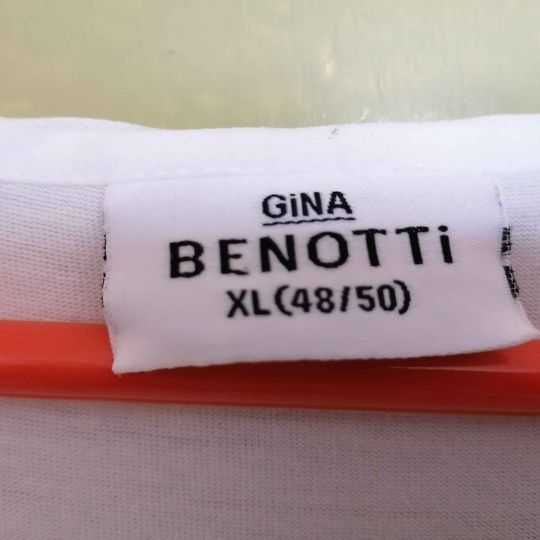 GiNA
BENOTTi
XL(48/50)